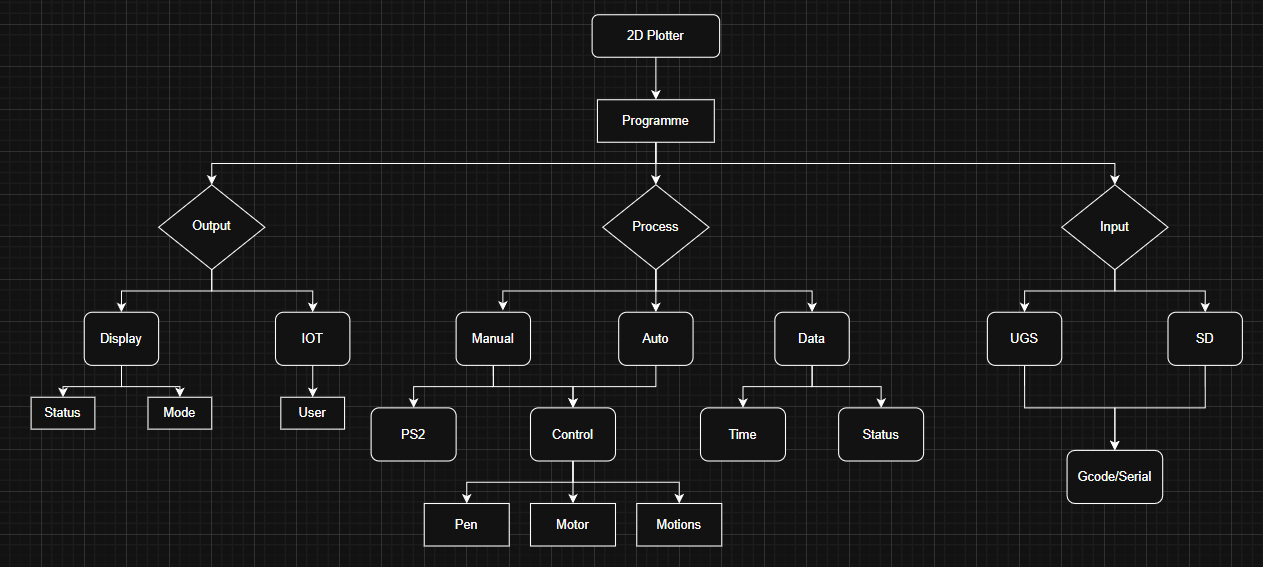 2D Plotter
Programme
Output
Process
Input
Display
IOT
Manual
Auto
Data
UGS
SD
Status
Mode
User
PS2
Control
Time
Status
Gcode/Serial
Pen
Motor
Motions